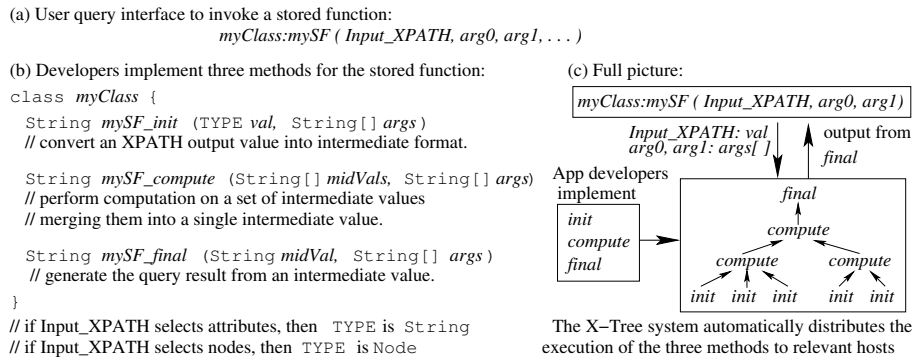 (a) User query interface to invoke a stored function:
myClass:mySF ( Input_XPATH, arg0, arg1, . . . )
(b) Developers implement three methods for the stored function:
class myClass {
String mySF_init (TYPE val, String[] args )
// convert an XPATH output value into intermediate format.
String mySF_compute (String[] midVals, String[] args)
// perform computation on a set of intermediate values
// merging them into a single intermediate value.
String mySF_final (String midVal, String[] args )
// generate the query result from an intermediate value.
}
// if Input_XPATH selects attributes, then TYPE is String
// if Input_XPATH selects nodes, then TYPE is Node
(c) Full picture:
myClass:mySF ( Input_XPATH, arg0, arg1)
Input_XPATH: val
arg0, arg1: args[ ]
output from
final
App developers
implement
init
compute
final
final
compute
compute compute
init init init init init
The X−Tree system automatically distributes the
execution of the three methods to relevant hosts